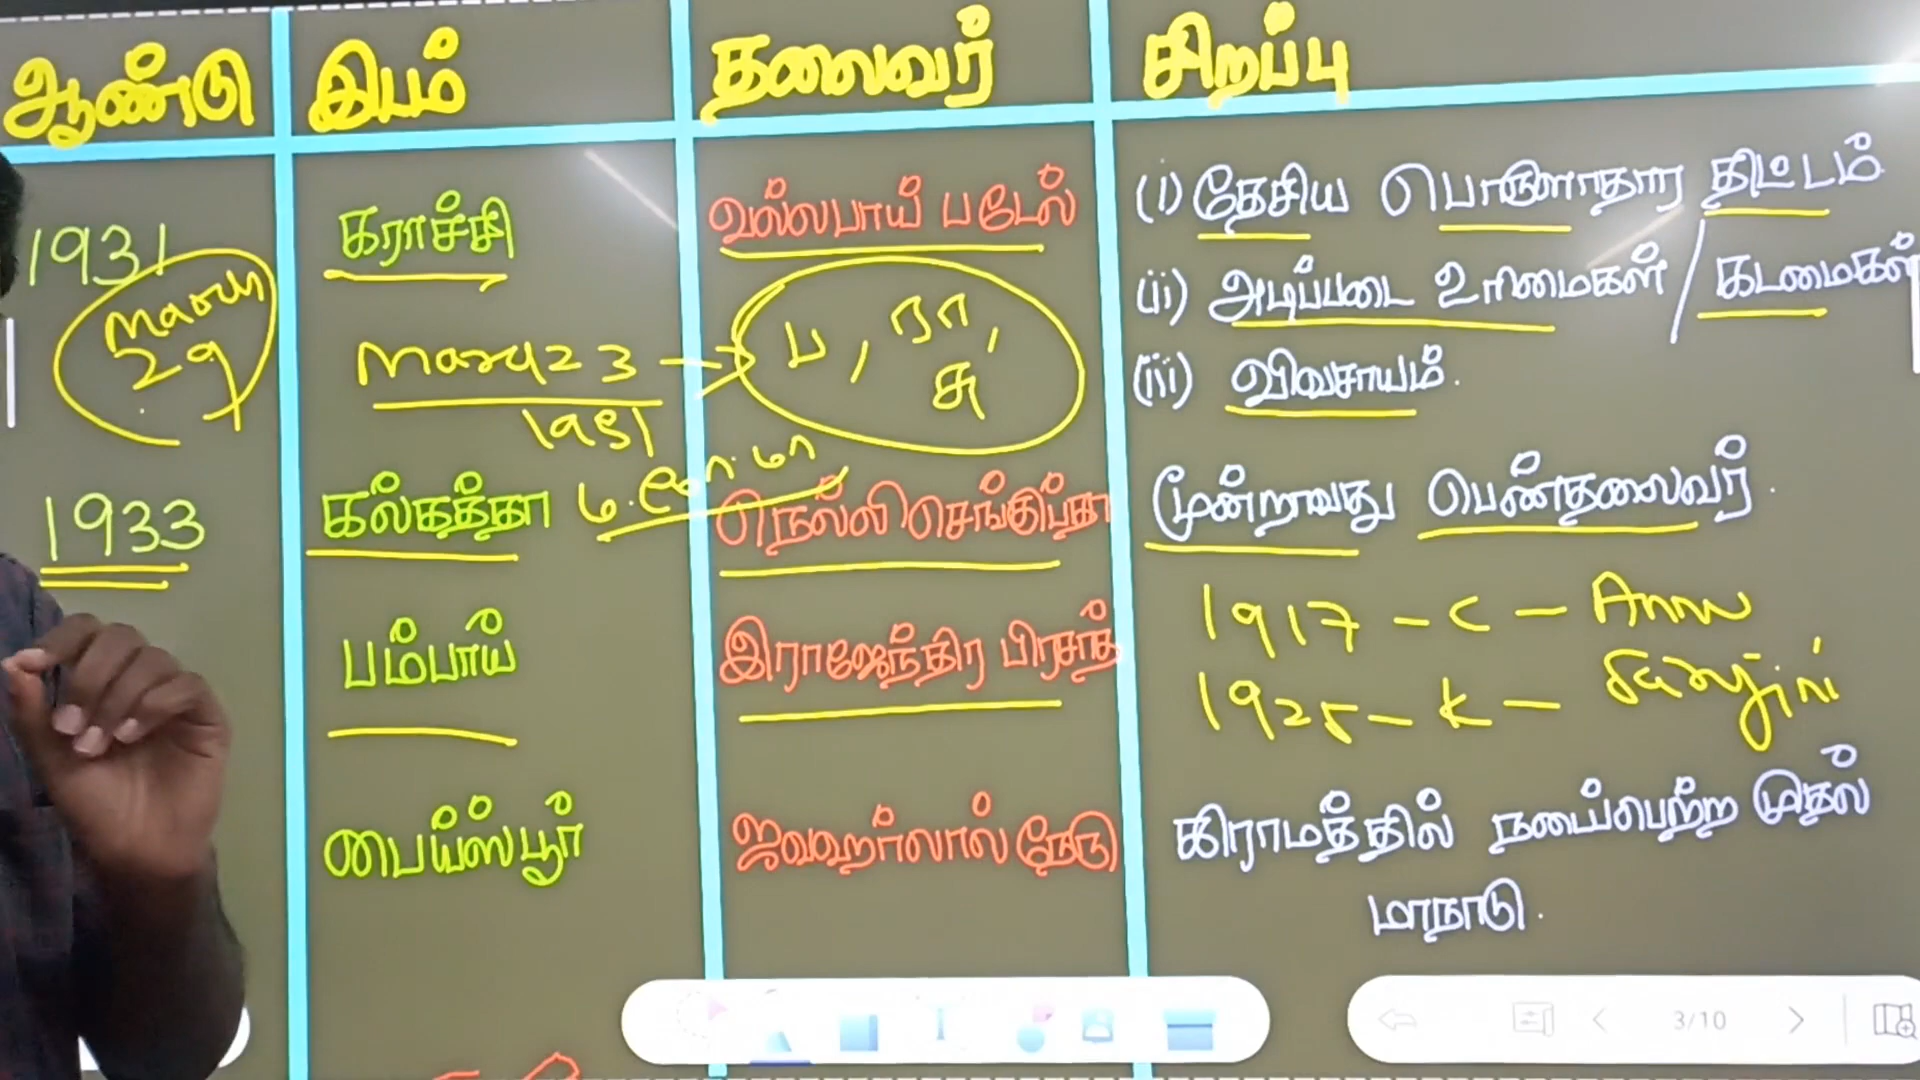 ஆண்டு இடம் தலைவர் சிறப்பு
1931 கராச்சி வல்லபாய் படேல் (i) தேசிய பொருளாதார திட்டம்
(ii) அடிப்படை உரிமைகள் / கடமைகள்
March 29
March 23 → ப, ரா, சு
1931
(iii) விவசாயம்.
1933 கல்கத்தா நெல்லி செங்குப்தா மூன்றாவது பெண்தலைவர்.
1917 - C - Annie
பம்பாய் இராஜேந்திர பிரசாத்
1925 - K - Sarojini
பைய்ஸ்பூர் ஜவஹர்லால் நேரு கிராமத்தில் நடைப்பெற்ற முதல்
மாநாடு.
3/10